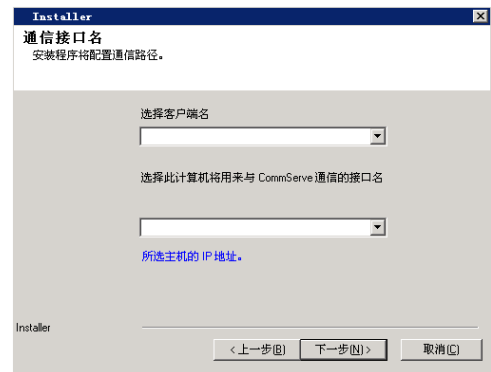 Installer
通信接口名
安装程序将配置通信路径。
选择客户端名
选择此计算机将用来与 CommServe 通信的接口名
所选主机的 IP 地址。
Installer
<上一步(B) 下一步(N)> 取消(C)